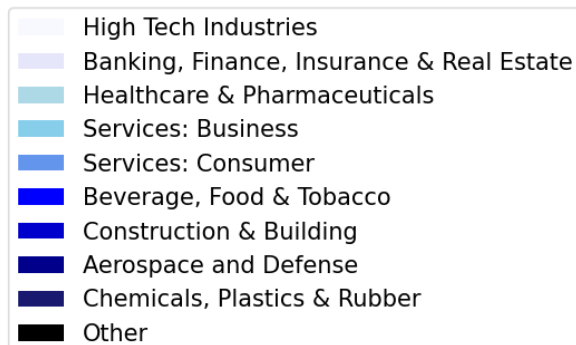 High Tech Industries
Banking, Finance, Insurance & Real Estate
Healthcare & Pharmaceuticals
Services: Business
Services: Consumer
Beverage, Food & Tobacco
Construction & Building
Aerospace and Defense
Chemicals, Plastics & Rubber
Other